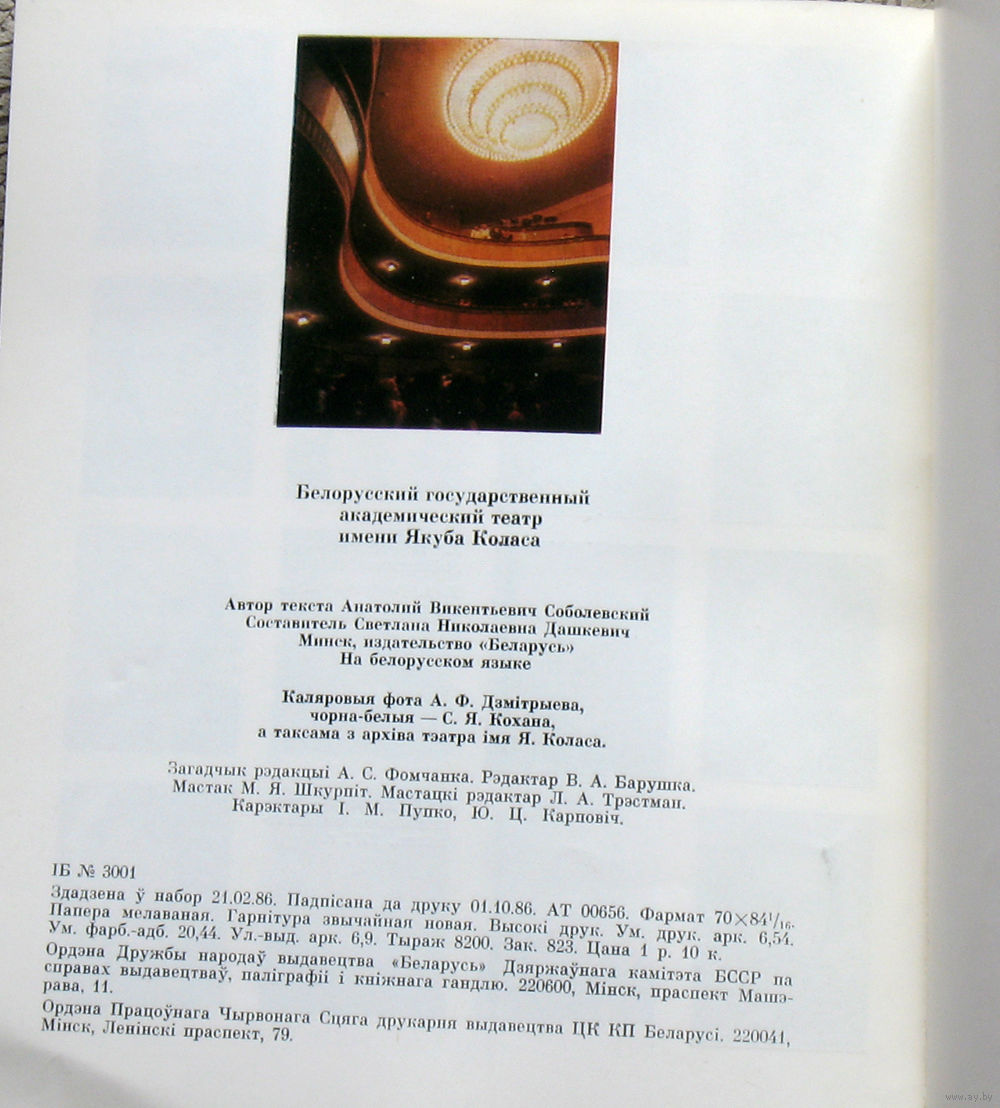 Белорусский государственный
академический театр
имени Якуба Коласа
Автор текста Анатолий Викентьевич Соболевский
Составитель Светлана Николаевна Дашкевич
Минск, издательство «Беларусь»
На белорусском языке
Каляровыя фота А. Ф. Дзмітрыева,
чорна-белыя — С. Я. Кохана,
а таксама з архіва тэатра імя Я. Коласа.
Загадчык рэдакцыі А. С. Фомчанка. Рэдактар В. А. Барушка.
Мастак М. Я. Шкурпіт. Мастацкі рэдактар Л. А. Трэстман.
Карэктары І. М. Пупко, Ю. Ц. Карповіч.
ІБ № 3001
Здадзена ў набор 21.02.86. Падпісана да друку 01.10.86. АТ 00656. Фармат 70×84¹/₁₆.
Папера мелаваная. Гарнітура звычайная новая. Высокі друк. Ум. друк. арк. 6,54.
Ум. фарб.-адб. 20,44. Ул.-выд. арк. 6,9. Тыраж 8200. Зак. 823. Цана 1 р. 10 к.
Ордэна Дружбы народаў выдавецтва «Беларусь» Дзяржаўнага камітэта БССР па
справах выдавецтваў, паліграфіі і кніжнага гандлю. 220600, Мінск, праспект Машэ-
рава, 11.
Ордэна Працоўнага Чырвонага Сцяга друкарня выдавецтва ЦК КП Беларусі. 220041,
Мінск, Ленінскі праспект, 79.
www.ay.by